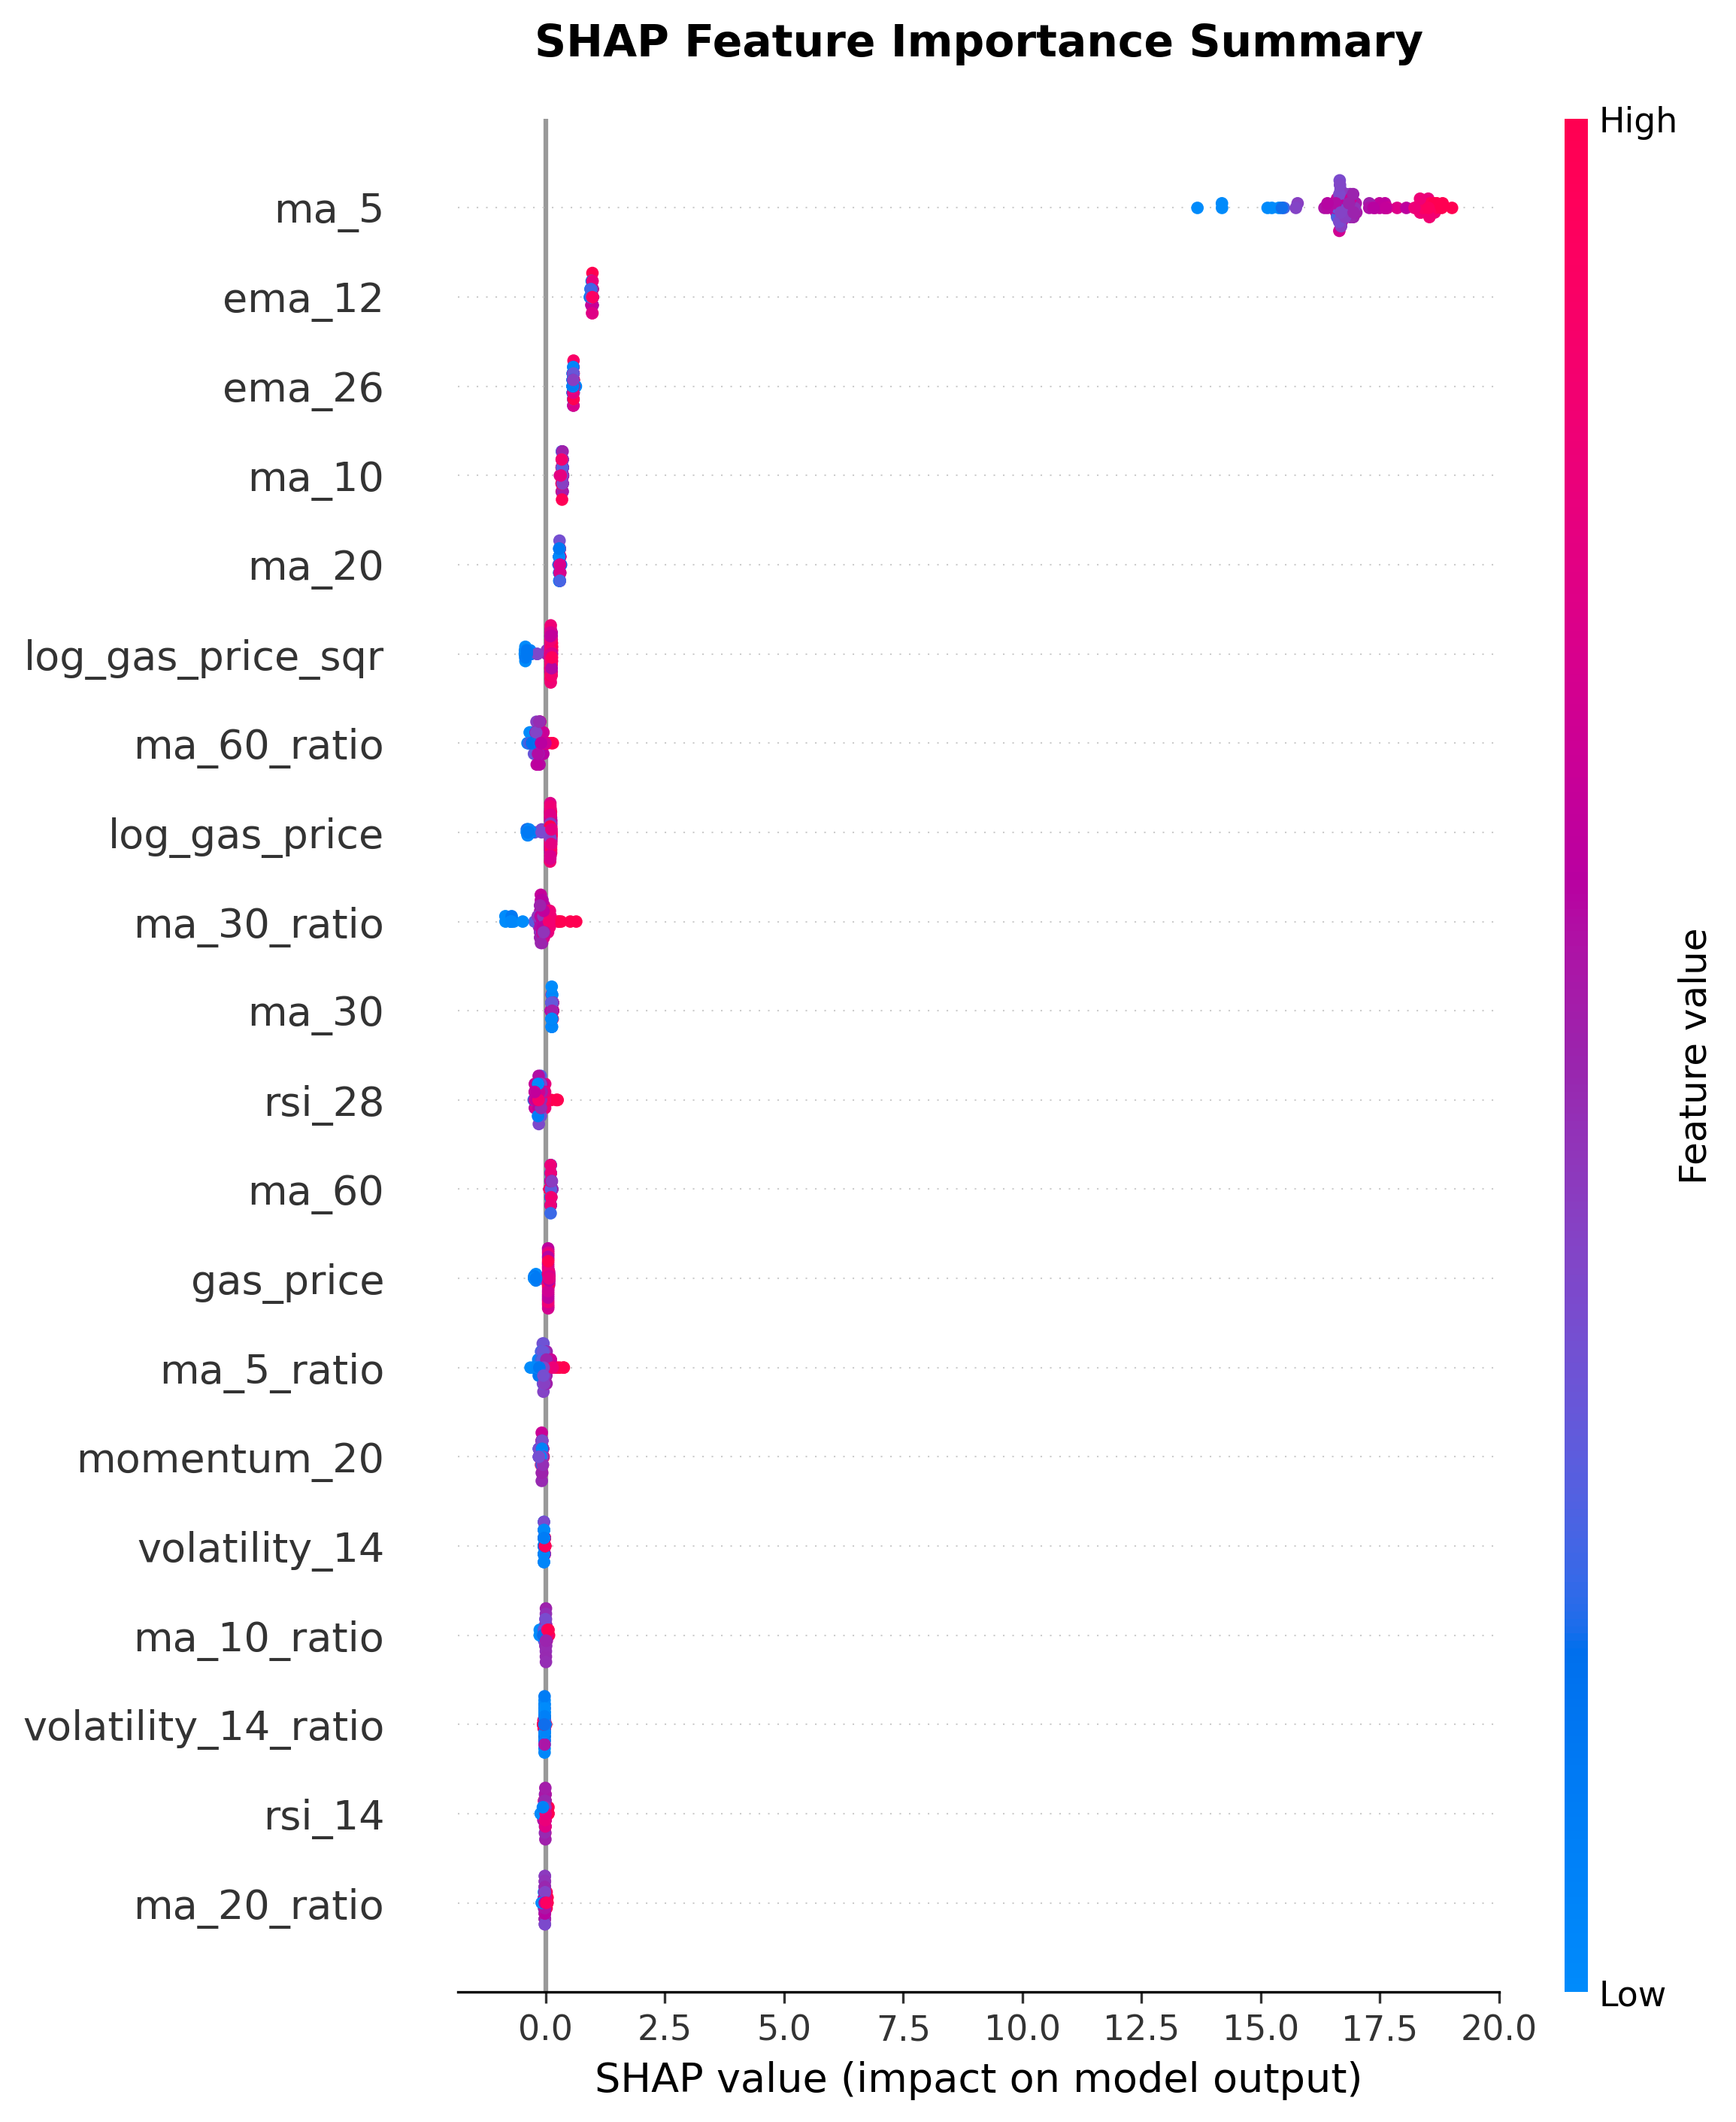 SHAP Feature Importance Summary
High
ma_5
ema_12
ema_26
ma_10
ma_20
log_gas_price_sqr
ma_60_ratio
log_gas_price
ma_30_ratio
ma_30
rsi_28
ma_60
gas_price
ma_5_ratio
momentum_20
volatility_14
ma_10_ratio
volatility_14_ratio
rsi_14
ma_20_ratio
Feature value
Low
0.0 2.5 5.0 7.5 10.0 12.5 15.0 17.5 20.0
SHAP value (impact on model output)